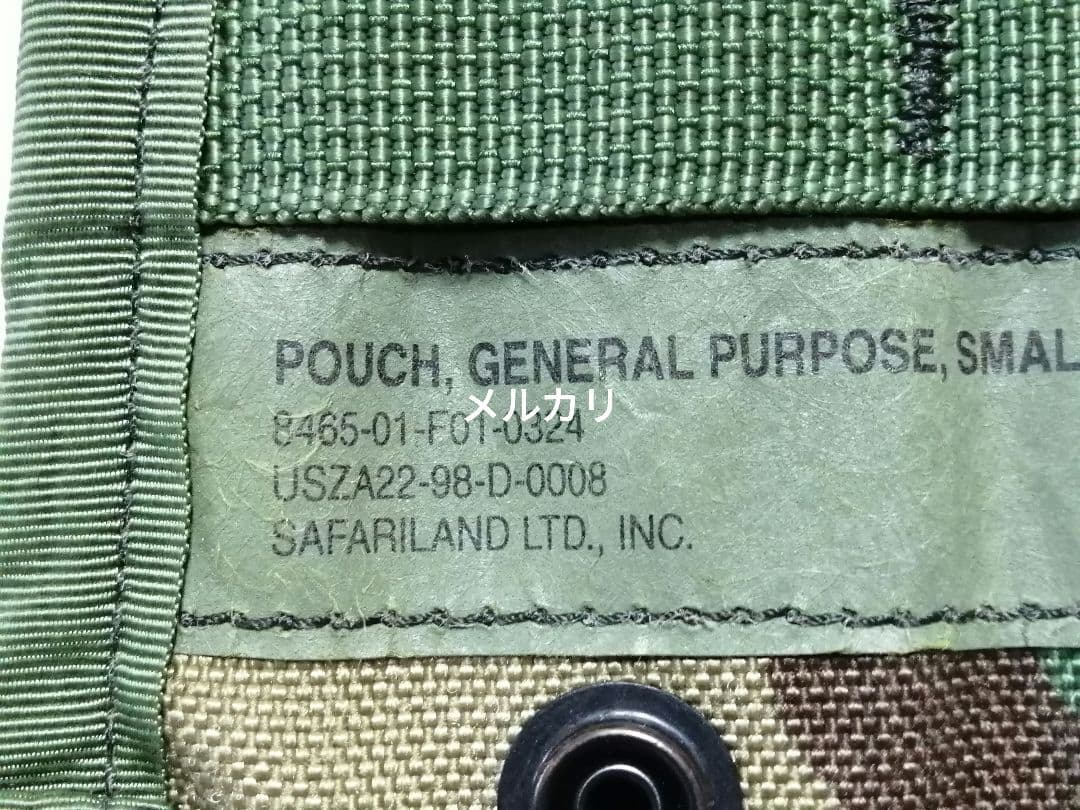 POUCH, GENERAL PURPOSE, SMAL
メルカリ
8465-01-F01-0324
USZA22-98-D-0008
SAFARILAND LTD., INC.